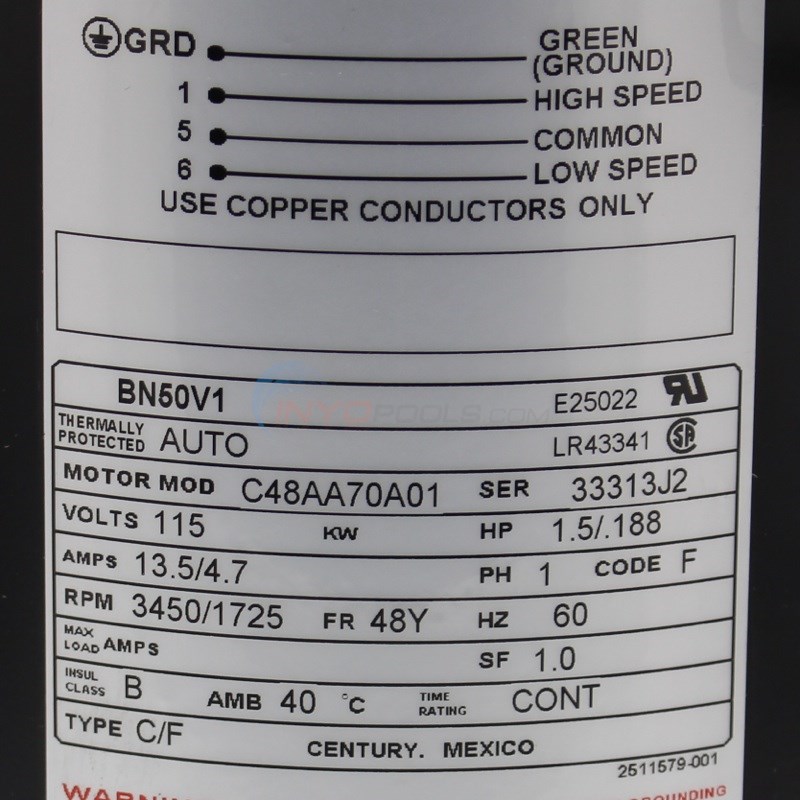 GRD GREEN
(GROUND)
1 HIGH SPEED
5 COMMON
6 LOW SPEED
USE COPPER CONDUCTORS ONLY
BN50V1 E25022
INYOPOOLS.COM
THERMALLY
PROTECTED AUTO LR43341
MOTOR MOD C48AA70A01 SER 33313J2
VOLTS 115 KW HP 1.5/.188
AMPS 13.5/4.7 PH 1 CODE F
RPM 3450/1725 FR 48Y HZ 60
MAX
LOAD AMPS SF 1.0
INSUL
CLASS B AMB 40 °C TIME
RATING CONT
TYPE C/F CENTURY. MEXICO
2511579-001